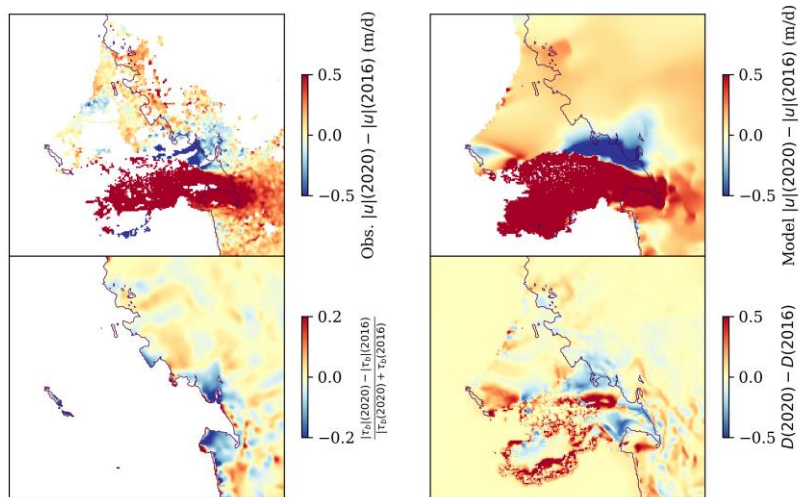 0.5
0.0
−0.5
Obs. |u|(2020) − |u|(2016) (m/d)
0.5
0.0
−0.5
Model |u|(2020) − |u|(2016) (m/d)
0.2
0.0
−0.2
|τb|(2020) − |τb|(2016)
|τb(2020) + τb(2016)
0.5
0.0
−0.5
D(2020) − D(2016)